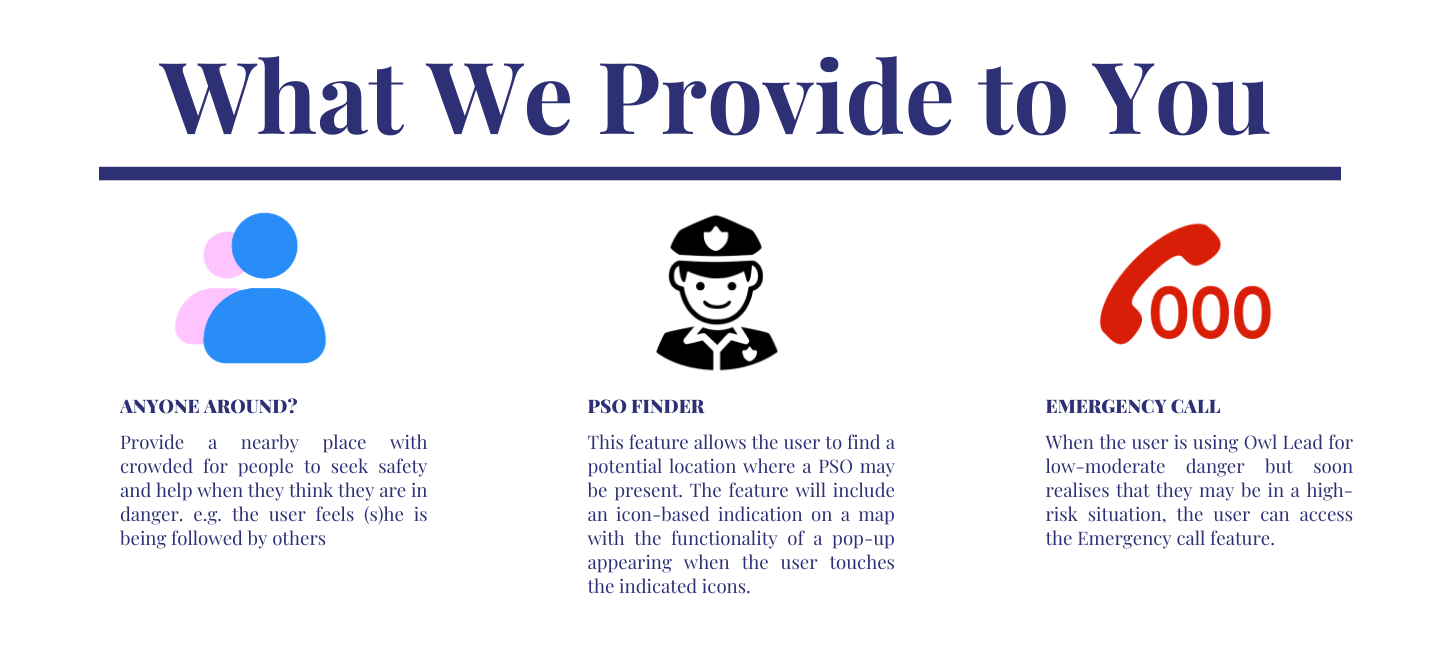 What We Provide to You
000
ANYONE AROUND?
Provide a nearby place with
crowded for people to seek safety
and help when they think they are in
danger. e.g. the user feels (s)he is
being followed by others
PSO FINDER
This feature allows the user to find a
potential location where a PSO may
be present. The feature will include
an icon-based indication on a map
with the functionality of a pop-up
appearing when the user touches
the indicated icons.
EMERGENCY CALL
When the user is using Owl Lead for
low-moderate danger but soon
realises that they may be in a high-
risk situation, the user can access
the Emergency call feature.